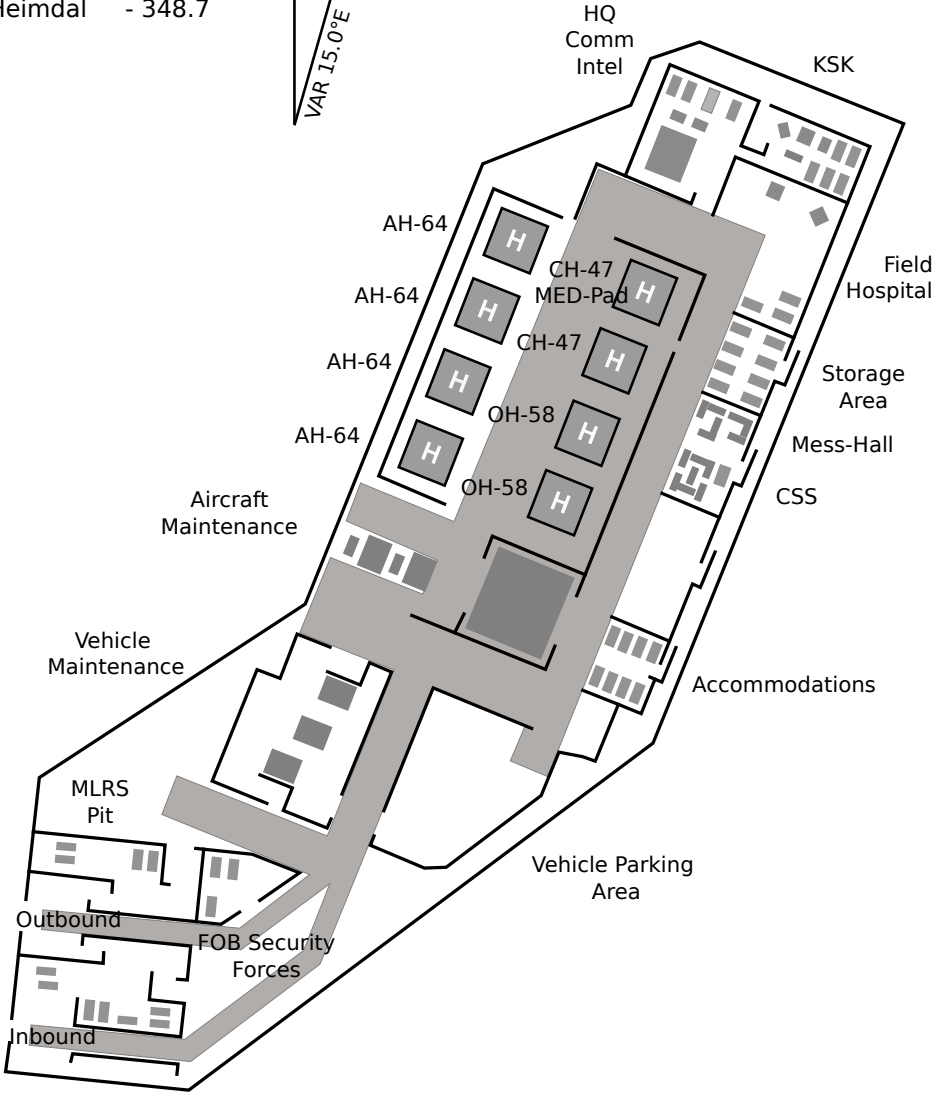 Heimdal - 348.7
VAR 15.0°E
HQ
Comm
Intel
KSK
AH-64
AH-64
AH-64
AH-64
CH-47
MED-Pad
CH-47
OH-58
OH-58
H
H
H
H
H
H
H
H
Field
Hospital
Storage
Area
Mess-Hall
CSS
Aircraft
Maintenance
Vehicle
Maintenance
Accommodations
MLRS
Pit
Vehicle Parking
Area
Outbound
FOB Security
Forces
Inbound